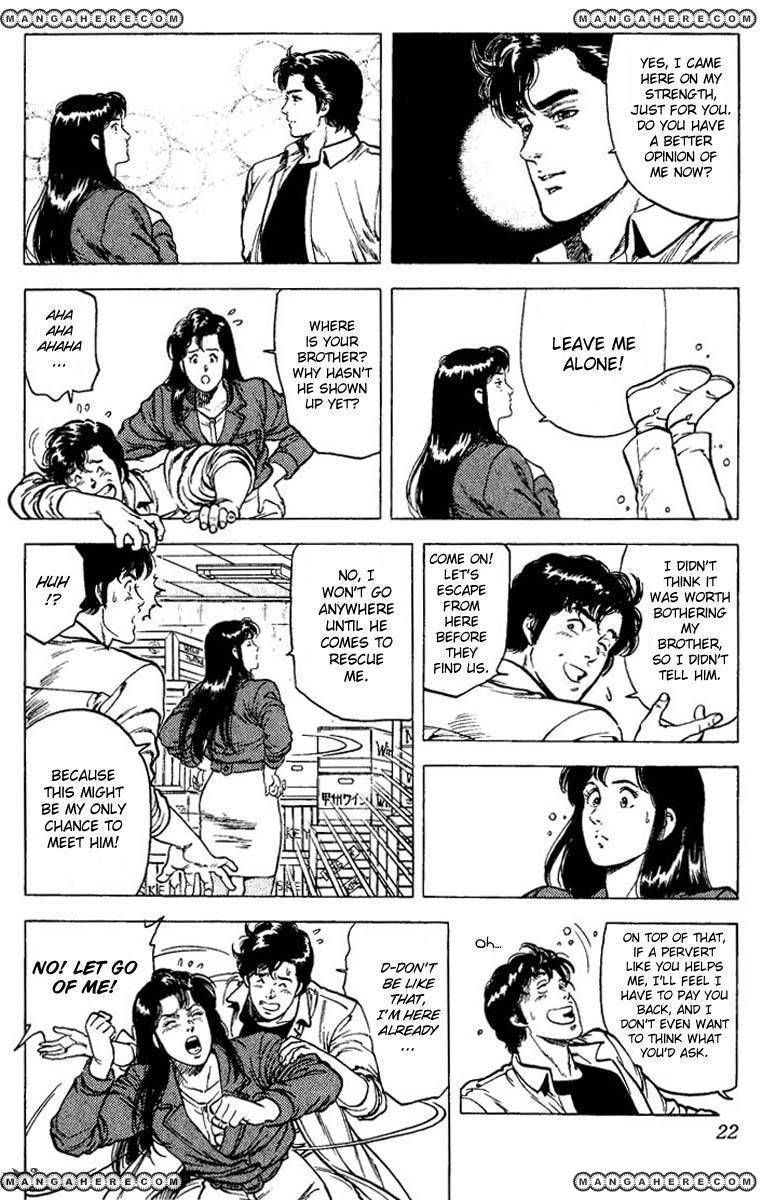 MANGAHERE.COM
MANGAHERE.COM
YES, I CAME
HERE ON MY
STRENGTH,
JUST FOR YOU.
DO YOU HAVE
A BETTER
OPINION OF
ME NOW?
LEAVE ME
ALONE!
WHERE
IS YOUR
BROTHER?
WHY HASN'T
HE SHOWN
UP YET?
AHA
AHA
AHAHA
...
I DIDN'T
THINK IT
WAS WORTH
BOTHERING
MY
BROTHER,
SO I DIDN'T
TELL HIM.
COME ON!
LET'S
ESCAPE
FROM
HERE
BEFORE
THEY
FIND US.
NO, I
WON'T GO
ANYWHERE
UNTIL HE
COMES TO
RESCUE
ME.
HUH
!?
BECAUSE
THIS MIGHT
BE MY ONLY
CHANCE TO
MEET HIM!
甲州ワイン
ON TOP OF THAT,
IF A PERVERT
LIKE YOU HELPS
ME, I'LL FEEL I
HAVE TO PAY YOU
BACK, AND I
DON'T EVEN WANT
TO THINK WHAT
YOU'D ASK.
Oh...
D-DON'T
BE LIKE
THAT,
I'M HERE
ALREADY
...
NO! LET GO
OF ME!
22
MANGAHERE.COM
MANGAHERE.COM